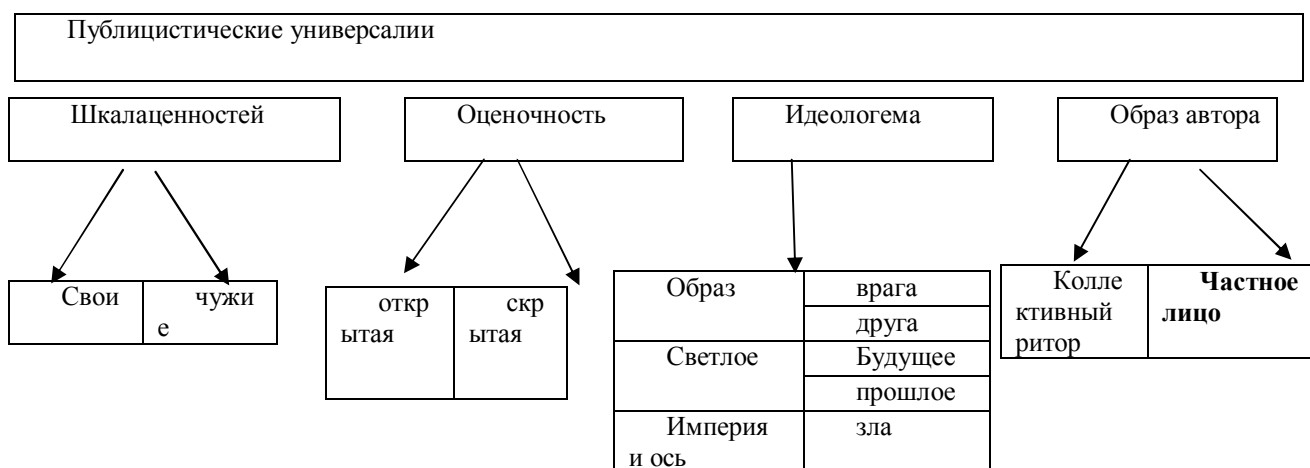 Публицистические универсалии
Шкалаценностей
Оценочность
Идеологема
Образ автора
Свои
чужи
е
откр
ытая
скр
ытая
Образ
врага
друга
Светлое
Будущее
прошлое
Империя
и ось
зла
Колле
ктивный
ритор
Частное
лицо